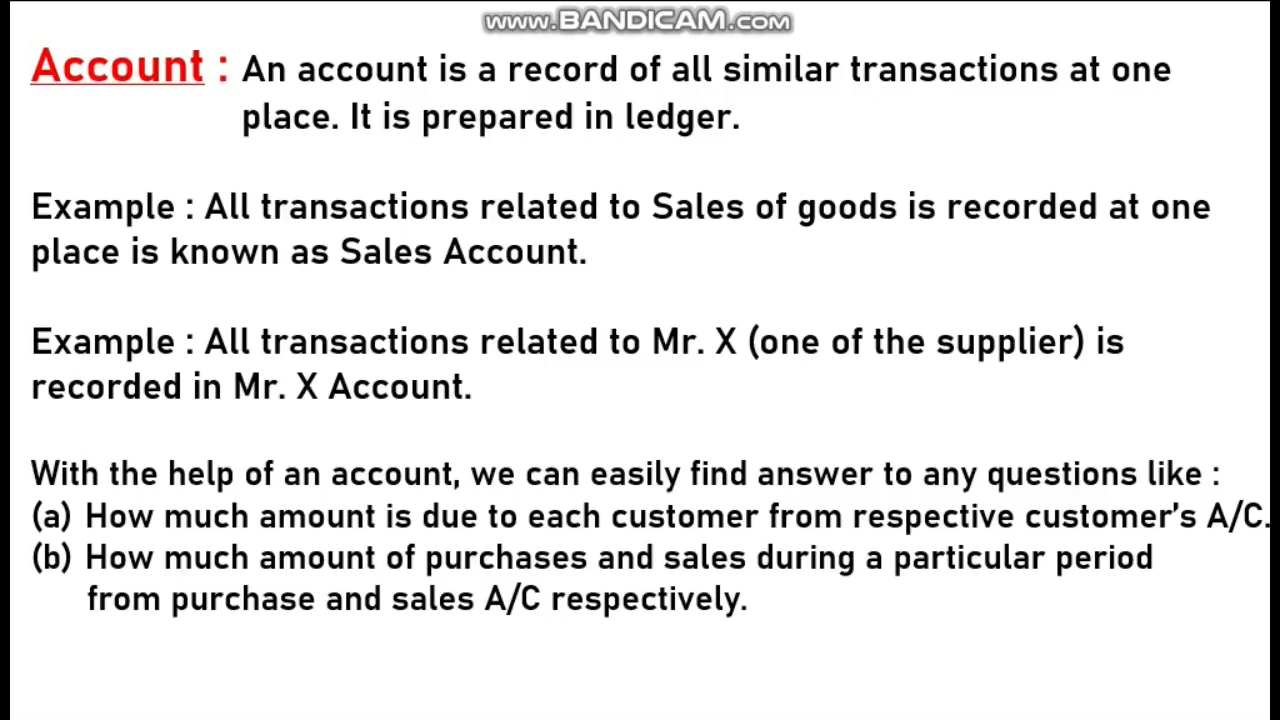 www.BANDICAM.com
Account : An account is a record of all similar transactions at one
place. It is prepared in ledger.
Example : All transactions related to Sales of goods is recorded at one
place is known as Sales Account.
Example : All transactions related to Mr. X (one of the supplier) is
recorded in Mr. X Account.
With the help of an account, we can easily find answer to any questions like :
(a) How much amount is due to each customer from respective customer’s A/C.
(b) How much amount of purchases and sales during a particular period
from purchase and sales A/C respectively.